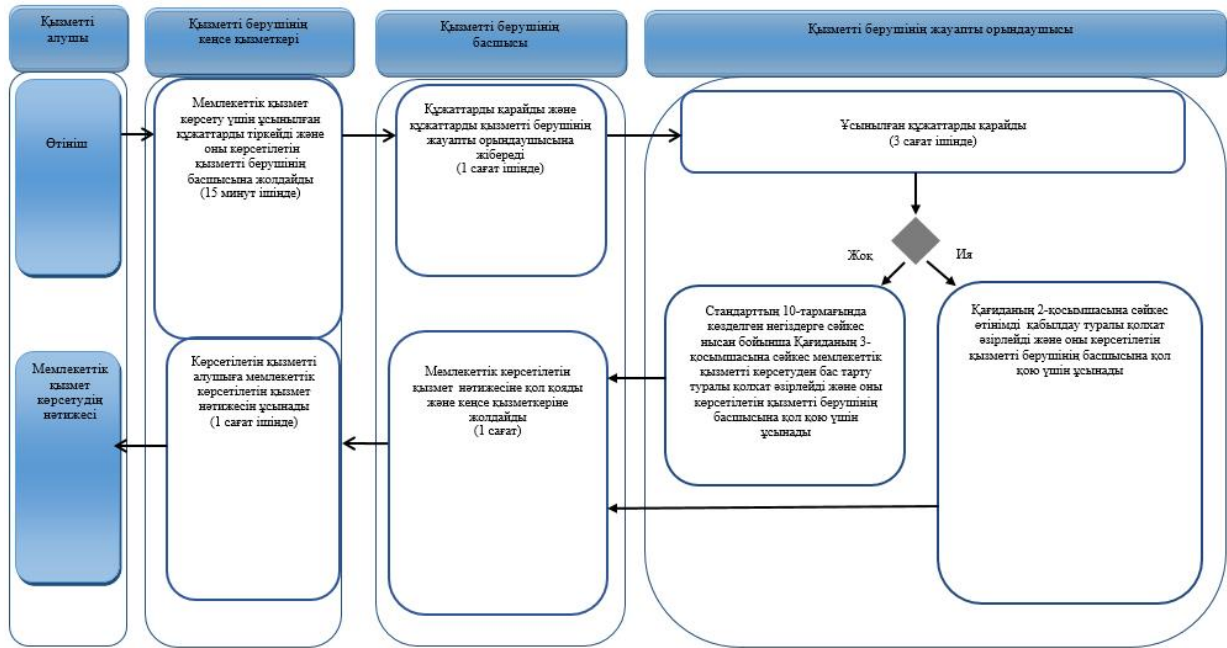 Қызметті
алушы
Қызметті берушінің
кеңсе қызметкері
Қызметті берушінің
басшысы
Қызметті берушінің жауапты орындаушысы
Өтініш
Мемлекеттік қызмет
көрсету үшін ұсынылған
құжаттарды тіркейді және
оны көрсетілетін
қызметті берушінің
басшысына жолдайды
(15 минут ішінде)
Құжаттарды қарайды және
құжаттарды қызметті берушінің
жауапты орындаушысына
жібереді
(1 сағат ішінде)
Ұсынылған құжаттарды қарайды
(3 сағат ішінде)
Жоқ
Ия
Стандарттың 10-тармағында
көзделген негіздерге сәйкес
нысан бойынша Қағиданың 3-
қосымшасына сәйкес мемлекеттік
қызметті көрсетуден бас тарту
туралы қолхат әзірлейді және оны
көрсетілетін қызметті берушінің
басшысына қол қою үшін
ұсынады
Қағиданың 2-қосымшасына сәйкес
өтінімді қабылдау туралы қолхат
әзірлейді және оны көрсетілетін
қызметті берушінің басшысына қол
қою үшін ұсынады
Мемлекеттік көрсетілетін
қызмет нәтижесіне қол қояды
және кеңсе қызметкеріне
жолдайды
(1 сағат)
Көрсетілетін қызметті
алушыға мемлекеттік
көрсетілетін қызмет
нәтижесін ұсынады
(1 сағат ішінде)
Мемлекеттік
қызмет
көрсетудің
нәтижесі